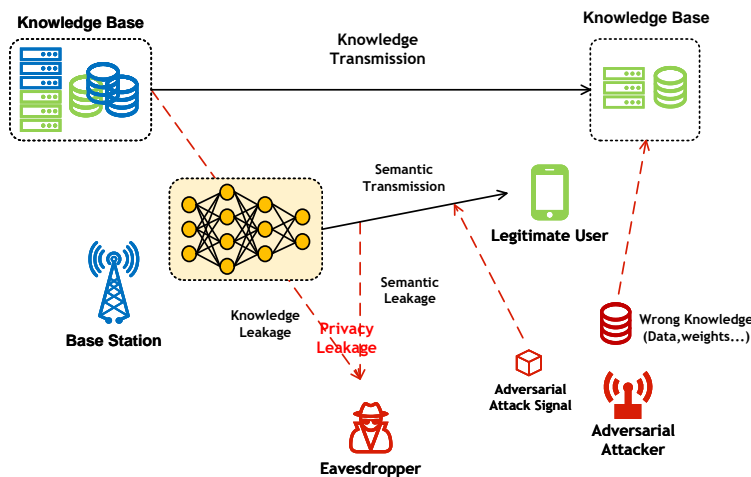 Knowledge Base
Knowledge Base
Knowledge
Transmission
Semantic
Transmission
Legitimate User
Base Station
Knowledge
Leakage
Privacy
Leakage
Semantic
Leakage
Adversarial
Attack Signal
Wrong Knowledge
(Data,weights...)
Adversarial
Attacker
Eavesdropper